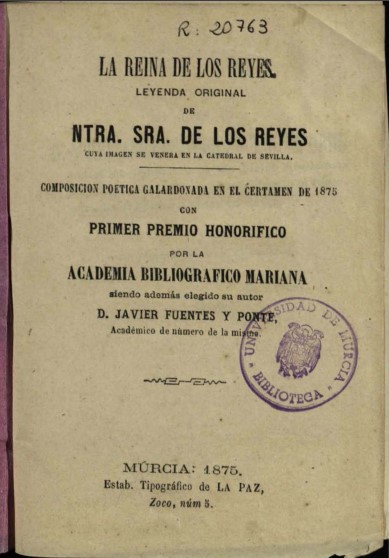 R: 20763
LA REINA DE LOS REYES.
LEYENDA ORIGINAL
DE
NTRA. SRA. DE LOS REYES
CUYA IMAGEN SE VENERA EN LA CATEDRAL DE SEVILLA.
COMPOSICION POETICA GALARDONADA EN EL CERTAMEN DE 1875
CON
PRIMER PREMIO HONORIFICO
POR LA
ACADEMIA BIBLIOGRAFICO MARIANA
siendo además elegido su autor
D. JAVIER FUENTES Y PONTE,
Académico de número de la misma.
UNIVERSIDAD DE MURCIA
* BIBLIOTECA *
MÚRCIA: 1875.
Estab. Tipográfico de LA PAZ,
Zoco, núm 5.